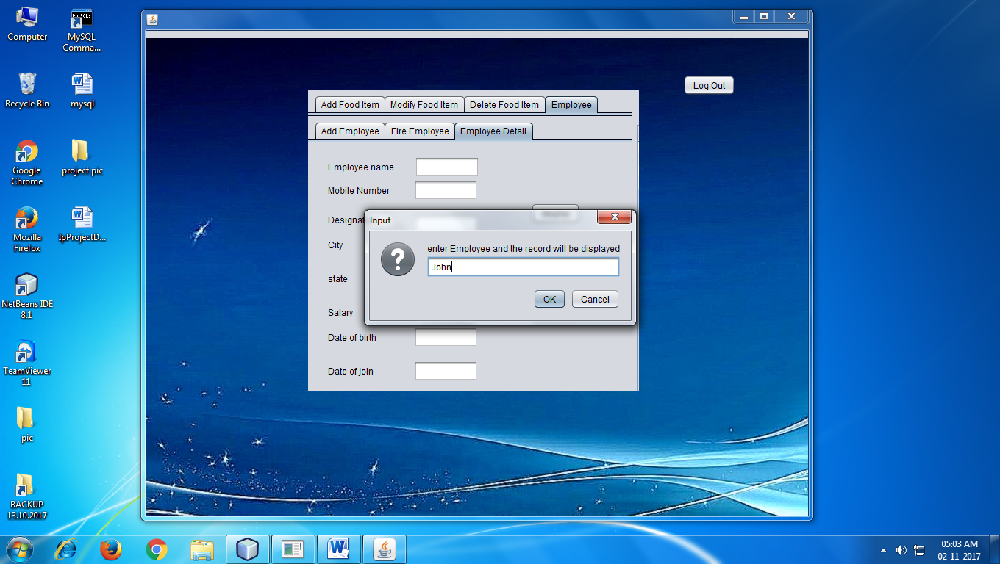 Computer
MySQL
Comma...
Recycle Bin
mysql
Google
Chrome
project pic
Mozilla
Firefox
IpProjectD...
NetBeans IDE
8.1
TeamViewer
11
pic
BACKUP
13.10.2017
Log Out
Add Food Item
Modify Food Item
Delete Food Item
Employee
Add Employee
Fire Employee
Employee Detail
Employee name
Mobile Number
Designat
City
state
Salary
Date of birth
Date of join
Input
enter Employee and the record will be displayed
John
OK
Cancel
05:03 AM
02-11-2017